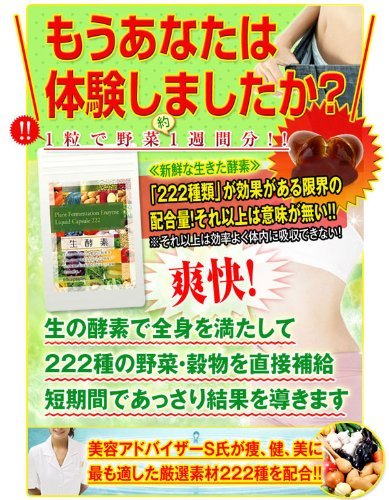 もうあなたは
体験しましたか?
!!
1粒で野菜約1週間分!!
≪新鮮な生きた酵素≫
「222種類」が効果がある限界の
配合量!それ以上は意味が無い!!
※それ以上は効率よく体内に吸収できない!
Plant Fermentation Enzyme
Liquid Capsule 222
生酵素
爽快!
生の酵素で全身を満たして
222種の野菜・穀物を直接補給
短期間であっさり結果を導きます
美容アドバイザーS氏が痩、健、美に
最も適した厳選素材222種を配合!!